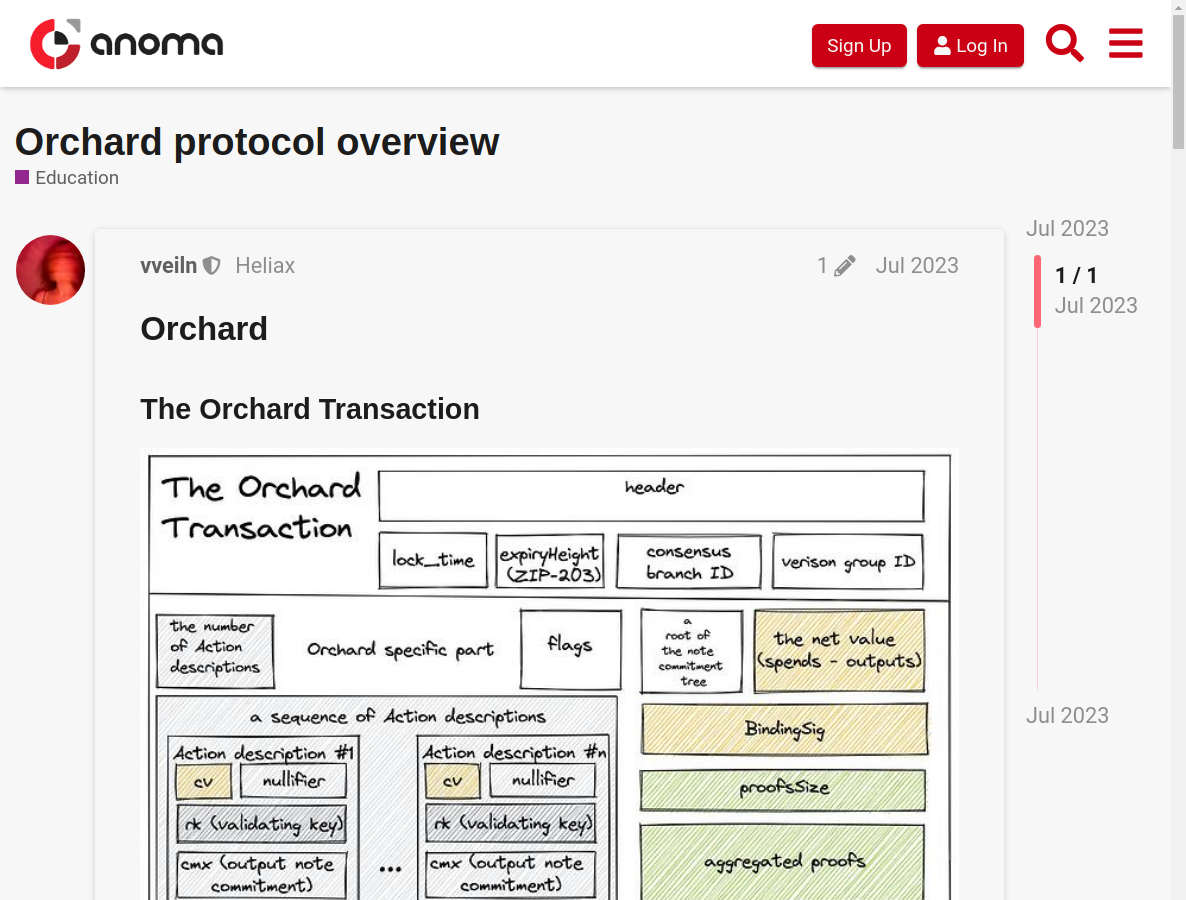 anoma
Sign Up
Log In
Orchard protocol overview
Education
Jul 2023
vveiln Heliax
1 Jul 2023
1 / 1
Jul 2023
Orchard
The Orchard Transaction
The Orchard
Transaction
header
lock_time
expiryHeight
(ZIP-203)
consensus
branch ID
verison group ID
the number
of Action
descriptions
Orchard specific part
flags
a
root of
the note
commitment
tree
the net value
(spends - outputs)
a sequence of Action descriptions
BindingSig
Jul 2023
Action description #1
cv
nullifier
rk (validating key)
cmx (output note
commitment)
...
Action description #n
cv
nullifier
rk (validating key)
cmx (output note
commitment)
proofsSize
aggregated proofs